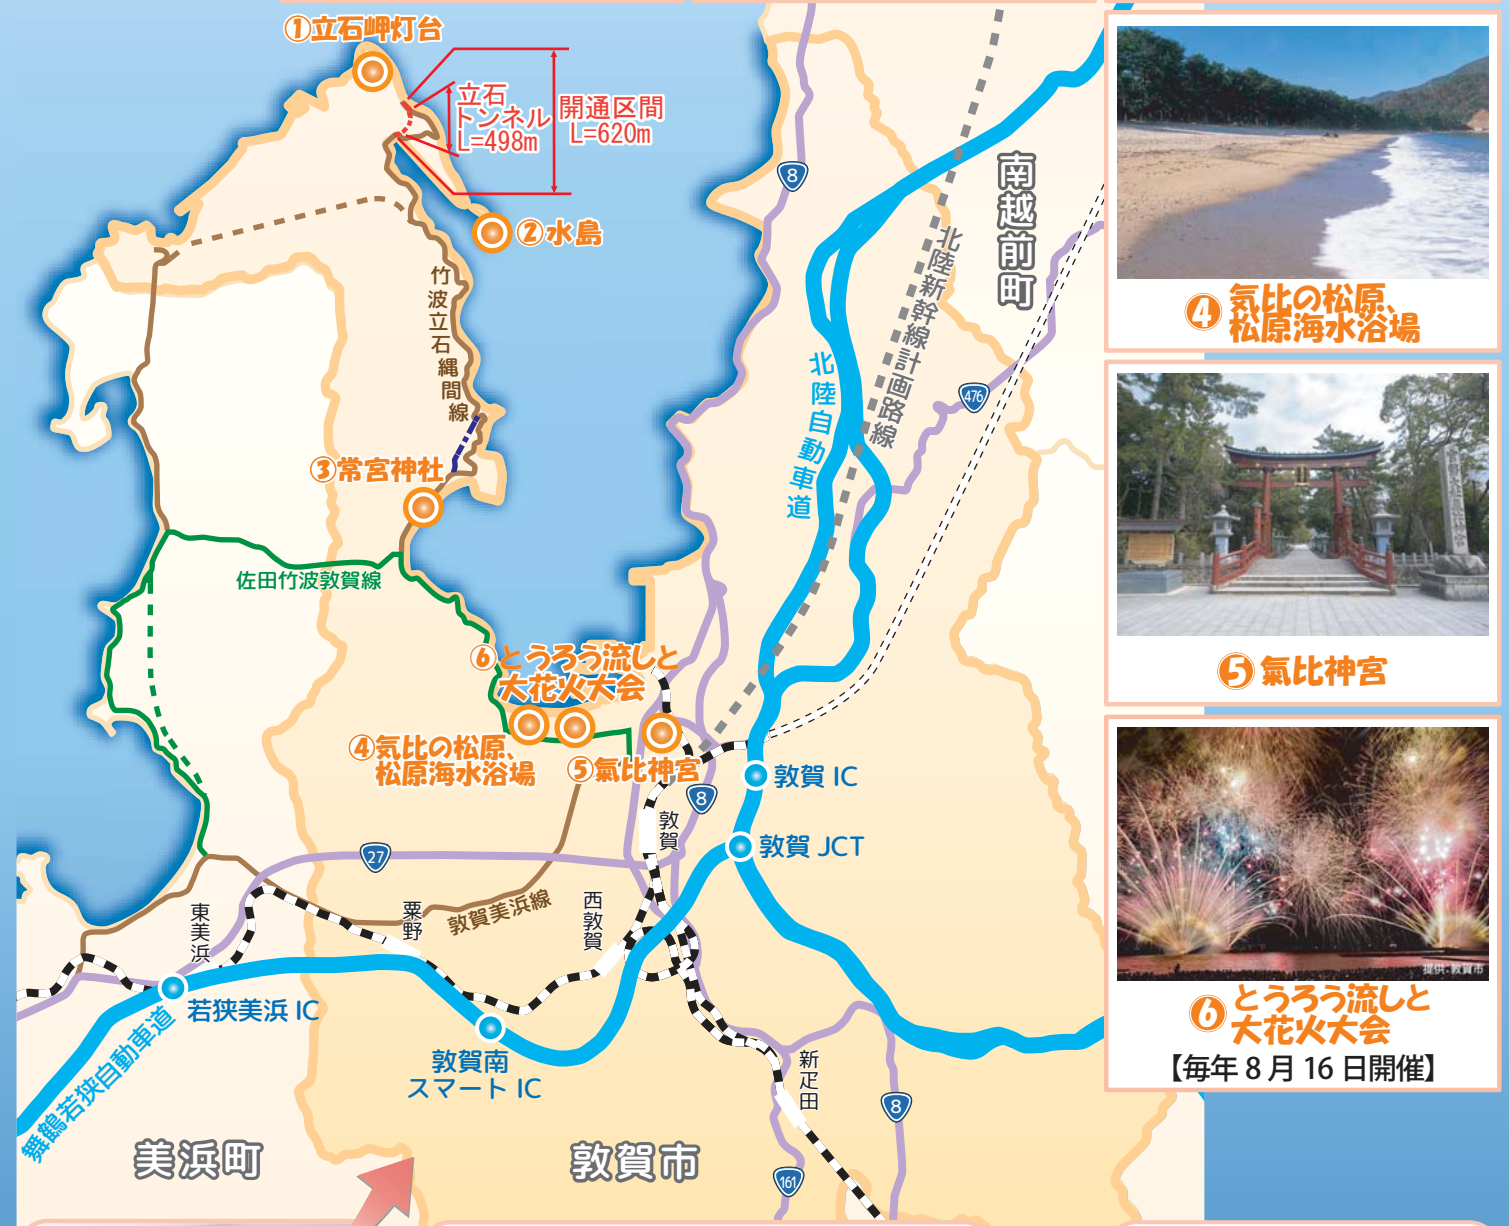 ①立石岬灯台
立石
トンネル
L=498m
開通区間
L=620m
②水島
竹波立石縄間線
③常宮神社
佐田竹波敦賀線
⑥とうろう流しと
大花火大会
④気比の松原、
松原海水浴場
⑤氣比神宮
8
南越前町
北陸新幹線計画路線
北陸自動車道
476
敦賀 IC
8
敦賀
敦賀 JCT
27
東美浜
粟野
敦賀美浜線
西敦賀
若狭美浜 IC
舞鶴若狭自動車道
敦賀南
スマート IC
新疋田
8
161
美浜町
敦賀市
④気比の松原、
松原海水浴場
⑤氣比神宮
提供：敦賀市
⑥とうろう流しと
大花火大会
【毎年 8 月 16 日開催】